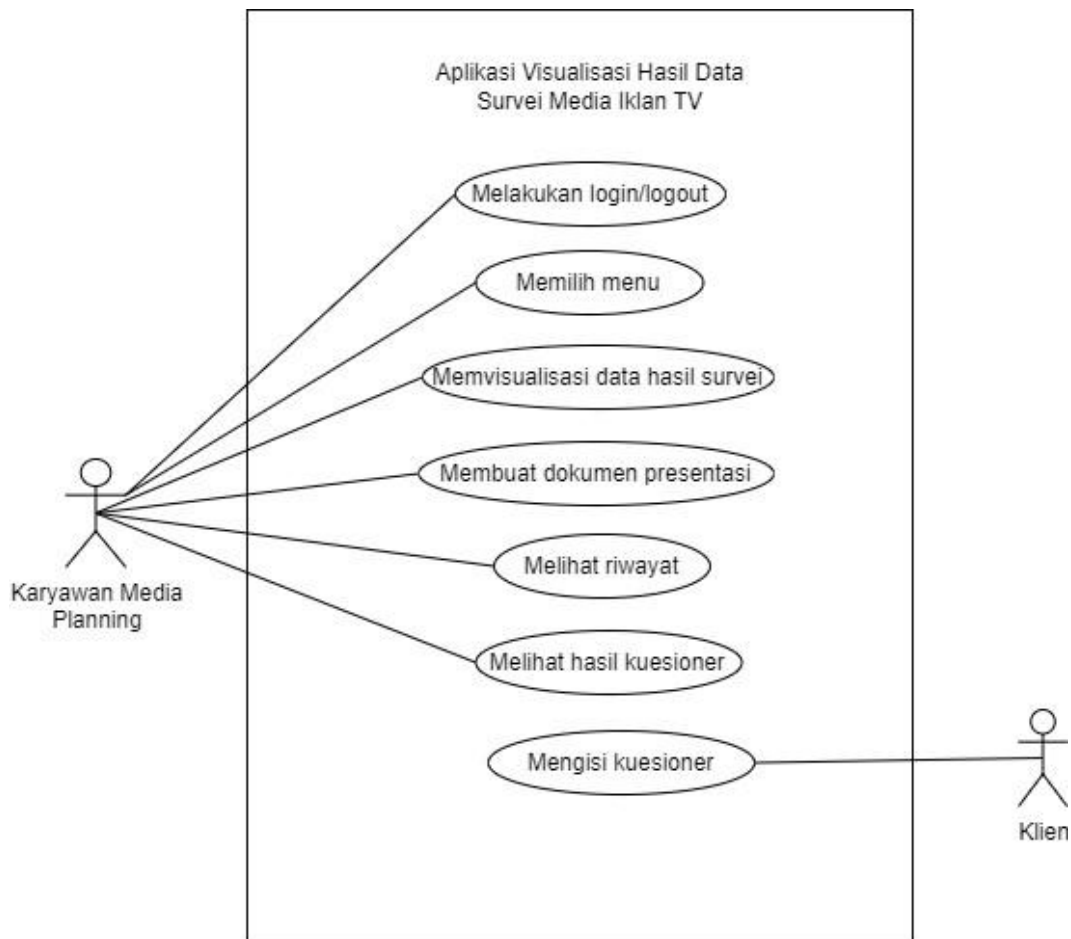 Aplikasi Visualisasi Hasil Data
Survei Media Iklan TV
Melakukan login/logout
Memilih menu
Memvisualisasi data hasil survei
Membuat dokumen presentasi
Melihat riwayat
Karyawan Media
Planning
Melihat hasil kuesioner
Mengisi kuesioner
Klien